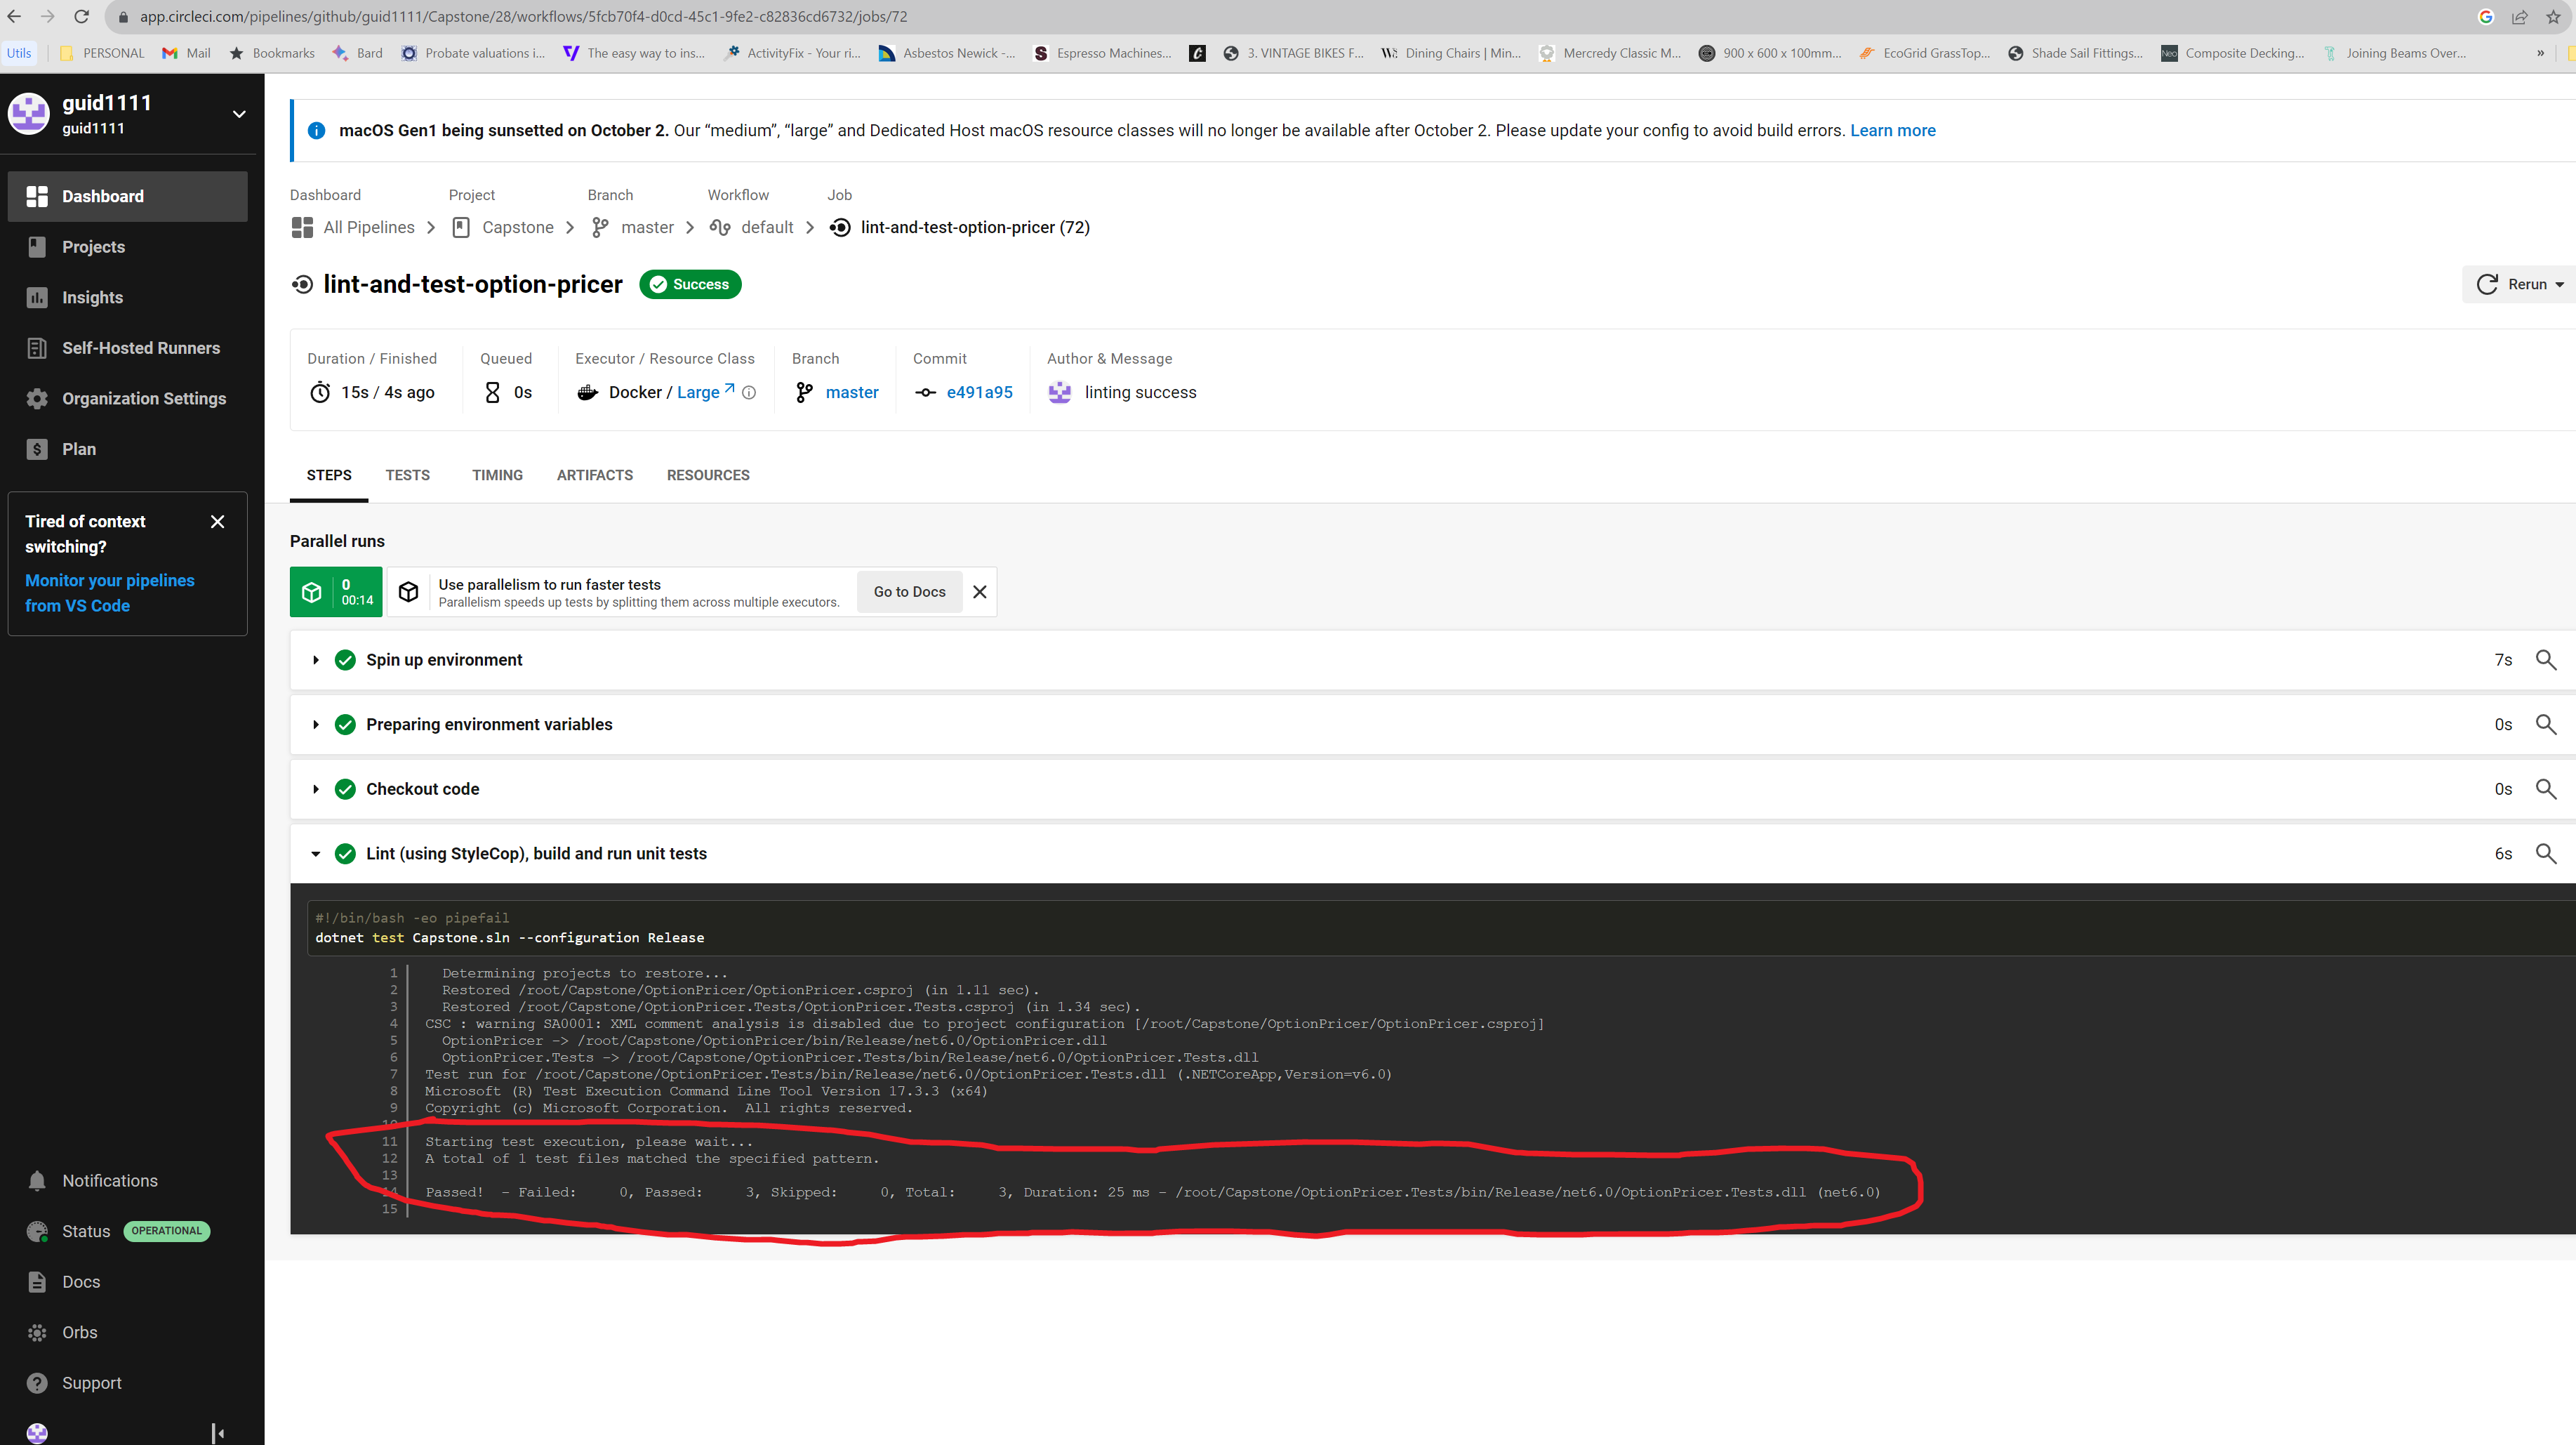 app.circleci.com/pipelines/github/guid1111/Capstone/28/workflows/5fcb70f4-d0cd-45c1-9fe2-c82836cd6732/jobs/72
Utils PERSONAL Mail Bookmarks Bard Probate valuations i... The easy way to ins... ActivityFix - Your ri... Asbestos Newick -... Espresso Machines... 3. VINTAGE BIKES F... Dining Chairs | Min... Mercredy Classic M... 900 x 600 x 100mm... EcoGrid GrassTop... Shade Sail Fittings... Composite Decking... Joining Beams Over... »
guid1111
guid1111
Dashboard
Projects
Insights
Self-Hosted Runners
Organization Settings
Plan
Tired of context
switching?
Monitor your pipelines
from VS Code
Notifications
Status OPERATIONAL
Docs
Orbs
Support
macOS Gen1 being sunsetted on October 2. Our “medium”, “large” and Dedicated Host macOS resource classes will no longer be available after October 2. Please update your config to avoid build errors. Learn more
Dashboard Project Branch Workflow Job
All Pipelines Capstone master default lint-and-test-option-pricer (72)
lint-and-test-option-pricer Success
Rerun
Duration / Finished Queued Executor / Resource Class Branch Commit Author & Message
15s / 4s ago 0s Docker / Large master e491a95 linting success
STEPS TESTS TIMING ARTIFACTS RESOURCES
Parallel runs
0
00:14
Use parallelism to run faster tests
Parallelism speeds up tests by splitting them across multiple executors.
Go to Docs
Spin up environment 7s
Preparing environment variables 0s
Checkout code 0s
Lint (using StyleCop), build and run unit tests 6s
#!/bin/bash -eo pipefail
dotnet test Capstone.sln --configuration Release
1 Determining projects to restore...
2 Restored /root/Capstone/OptionPricer/OptionPricer.csproj (in 1.11 sec).
3 Restored /root/Capstone/OptionPricer.Tests/OptionPricer.Tests.csproj (in 1.34 sec).
4 CSC : warning SA0001: XML comment analysis is disabled due to project configuration [/root/Capstone/OptionPricer/OptionPricer.csproj]
5 OptionPricer -> /root/Capstone/OptionPricer/bin/Release/net6.0/OptionPricer.dll
6 OptionPricer.Tests -> /root/Capstone/OptionPricer.Tests/bin/Release/net6.0/OptionPricer.Tests.dll
7 Test run for /root/Capstone/OptionPricer.Tests/bin/Release/net6.0/OptionPricer.Tests.dll (.NETCoreApp,Version=v6.0)
8 Microsoft (R) Test Execution Command Line Tool Version 17.3.3 (x64)
9 Copyright (c) Microsoft Corporation. All rights reserved.
10
11 Starting test execution, please wait...
12 A total of 1 test files matched the specified pattern.
13
14 Passed! - Failed: 0, Passed: 3, Skipped: 0, Total: 3, Duration: 25 ms - /root/Capstone/OptionPricer.Tests/bin/Release/net6.0/OptionPricer.Tests.dll (net6.0)
15